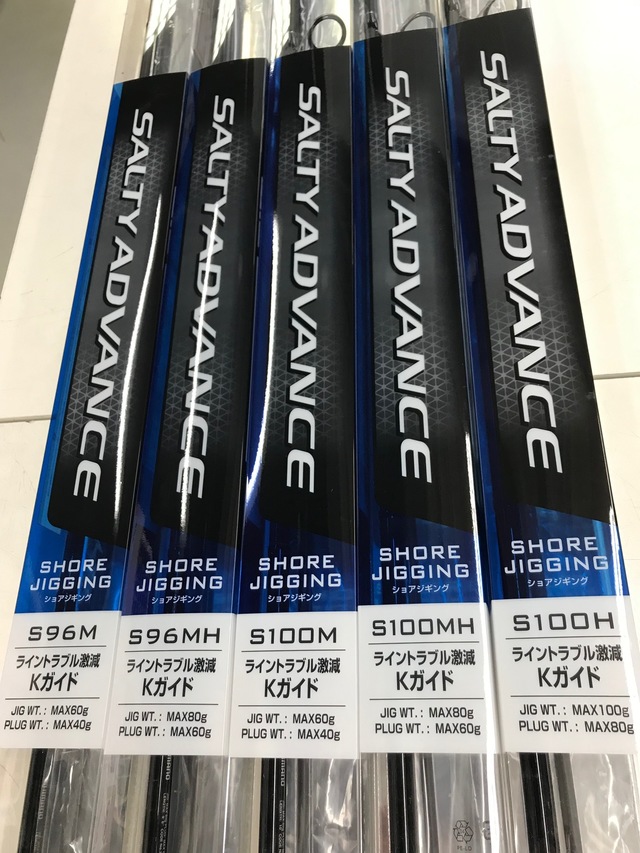 SALTY ADVANCE
SHORE
JIGGING
ショアジギング
S96M
ライントラブル激減
Kガイド
JIG WT.：MAX60g
PLUG WT.：MAX40g
SALTY ADVANCE
SHORE
JIGGING
ショアジギング
S96MH
ライントラブル激減
Kガイド
JIG WT.：MAX80g
PLUG WT.：MAX60g
SALTY ADVANCE
SHORE
JIGGING
ショアジギング
S100M
ライントラブル激減
Kガイド
JIG WT.：MAX60g
PLUG WT.：MAX40g
SALTY ADVANCE
SHORE
JIGGING
ショアジギング
S100MH
ライントラブル激減
Kガイド
JIG WT.：MAX80g
PLUG WT.：MAX60g
SALTY ADVANCE
SHORE
JIGGING
ショアジギング
S100H
ライントラブル激減
Kガイド
JIG WT.：MAX100g
PLUG WT.：MAX80g